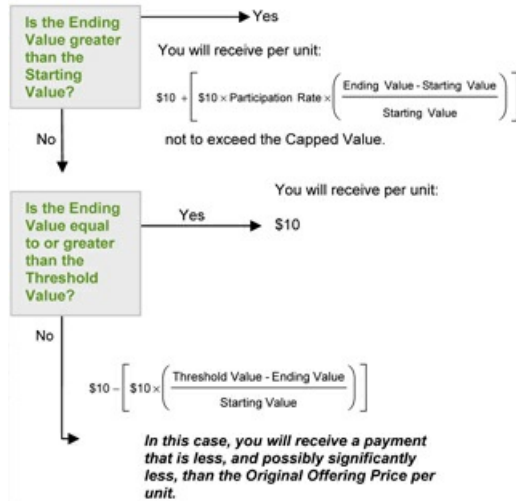 Is the Ending
Value greater
than the
Starting
Value?
Yes
You will receive per unit:
$10 + [ $10 × Participation Rate × ( Ending Value - Starting Value / Starting Value ) ]
not to exceed the Capped Value.
No
Is the Ending
Value equal
to or greater
than the
Threshold
Value?
Yes
You will receive per unit:
$10
No
$10 − [ $10 × ( Threshold Value - Ending Value / Starting Value ) ]
In this case, you will receive a payment
that is less, and possibly significantly
less, than the Original Offering Price per
unit.